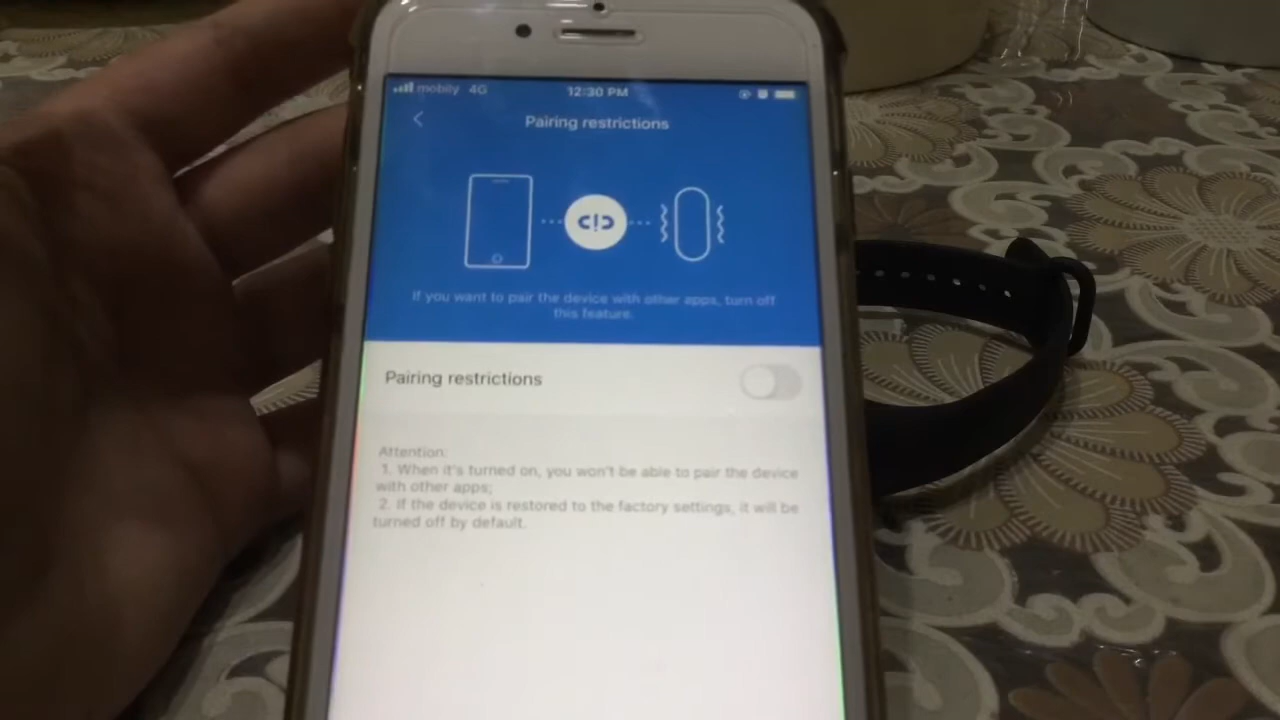 mobily 4G 12:30 PM
Pairing restrictions
If you want to pair the device with other apps, turn off
this feature.
Pairing restrictions
Attention:
1. When it's turned on, you won't be able to pair the device
with other apps;
2. If the device is restored to the factory settings, it will be
turned off by default.